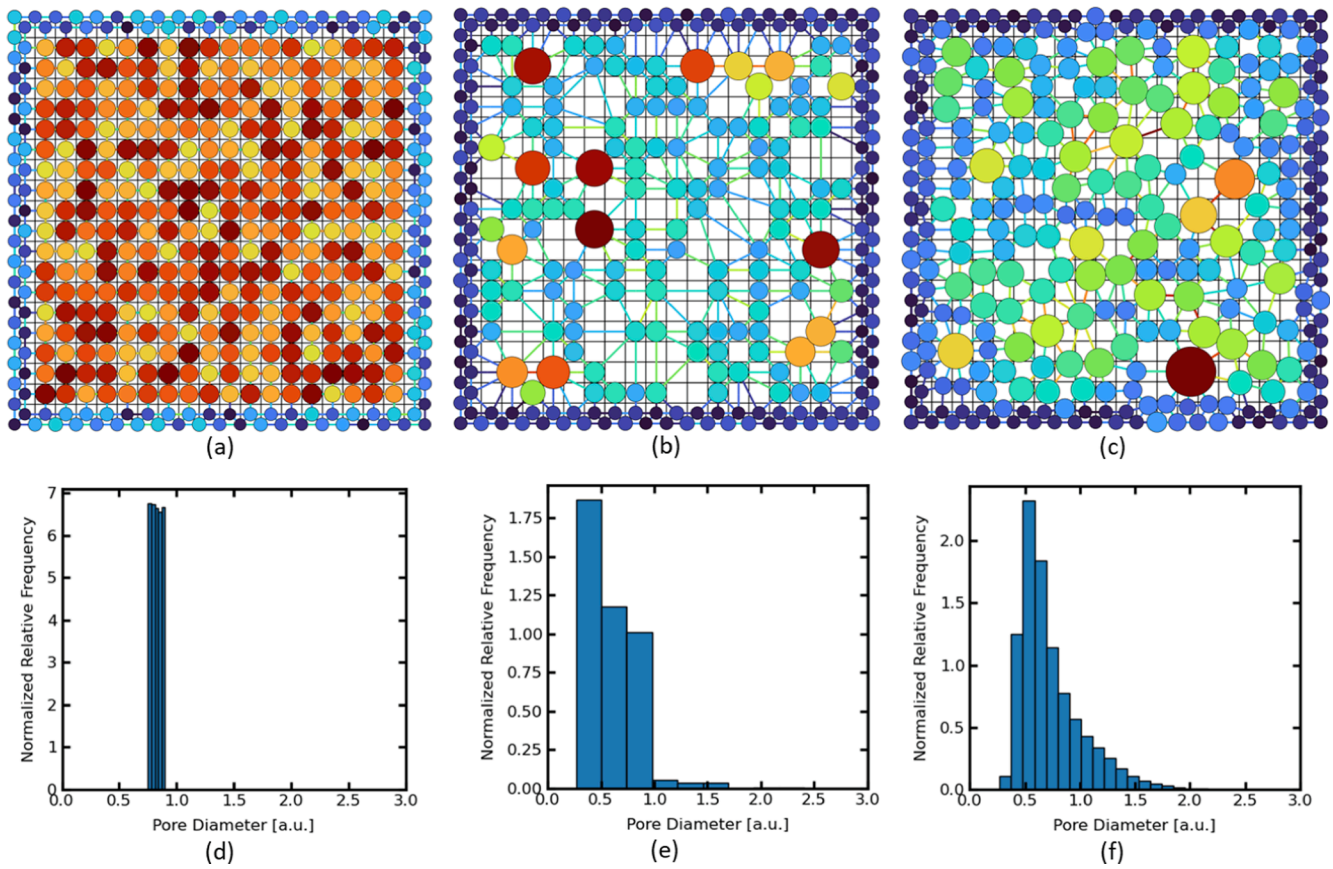 (a)
(b)
(c)
7
6
5
4
3
2
1
0
Normalized Relative Frequency
0.0 0.5 1.0 1.5 2.0 2.5 3.0
Pore Diameter [a.u.]
(d)
1.75
1.50
1.25
1.00
0.75
0.50
0.25
0.00
Normalized Relative Frequency
0.0 0.5 1.0 1.5 2.0 2.5 3.0
Pore Diameter [a.u.]
(e)
2.0
1.5
1.0
0.5
0.0
Normalized Relative Frequency
0.0 0.5 1.0 1.5 2.0 2.5 3.0
Pore Diameter [a.u.]
(f)